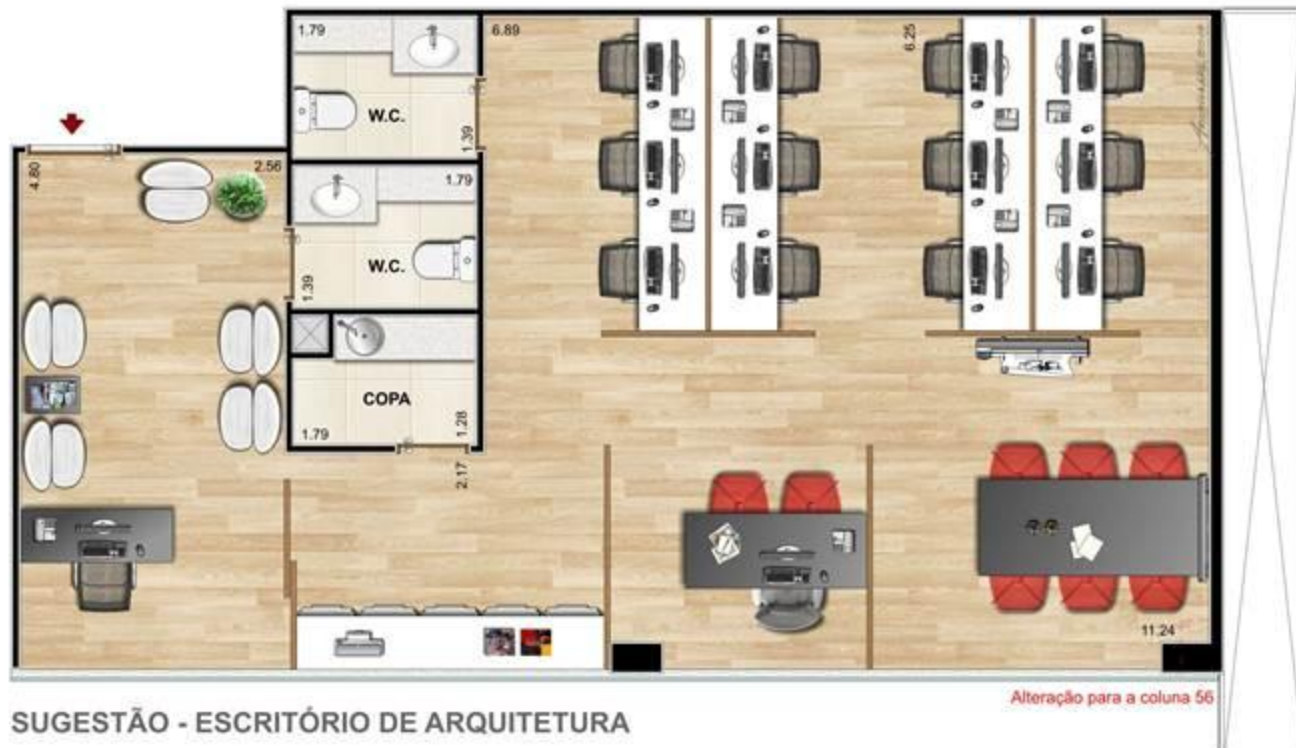 1.79
6.89
6.25
W.C.
1.39
4.80
2.56
1.79
W.C.
1.39
COPA
1.79
1.28
2.17
11.24
Alteração para a coluna 56
SUGESTÃO - ESCRITÓRIO DE ARQUITETURA